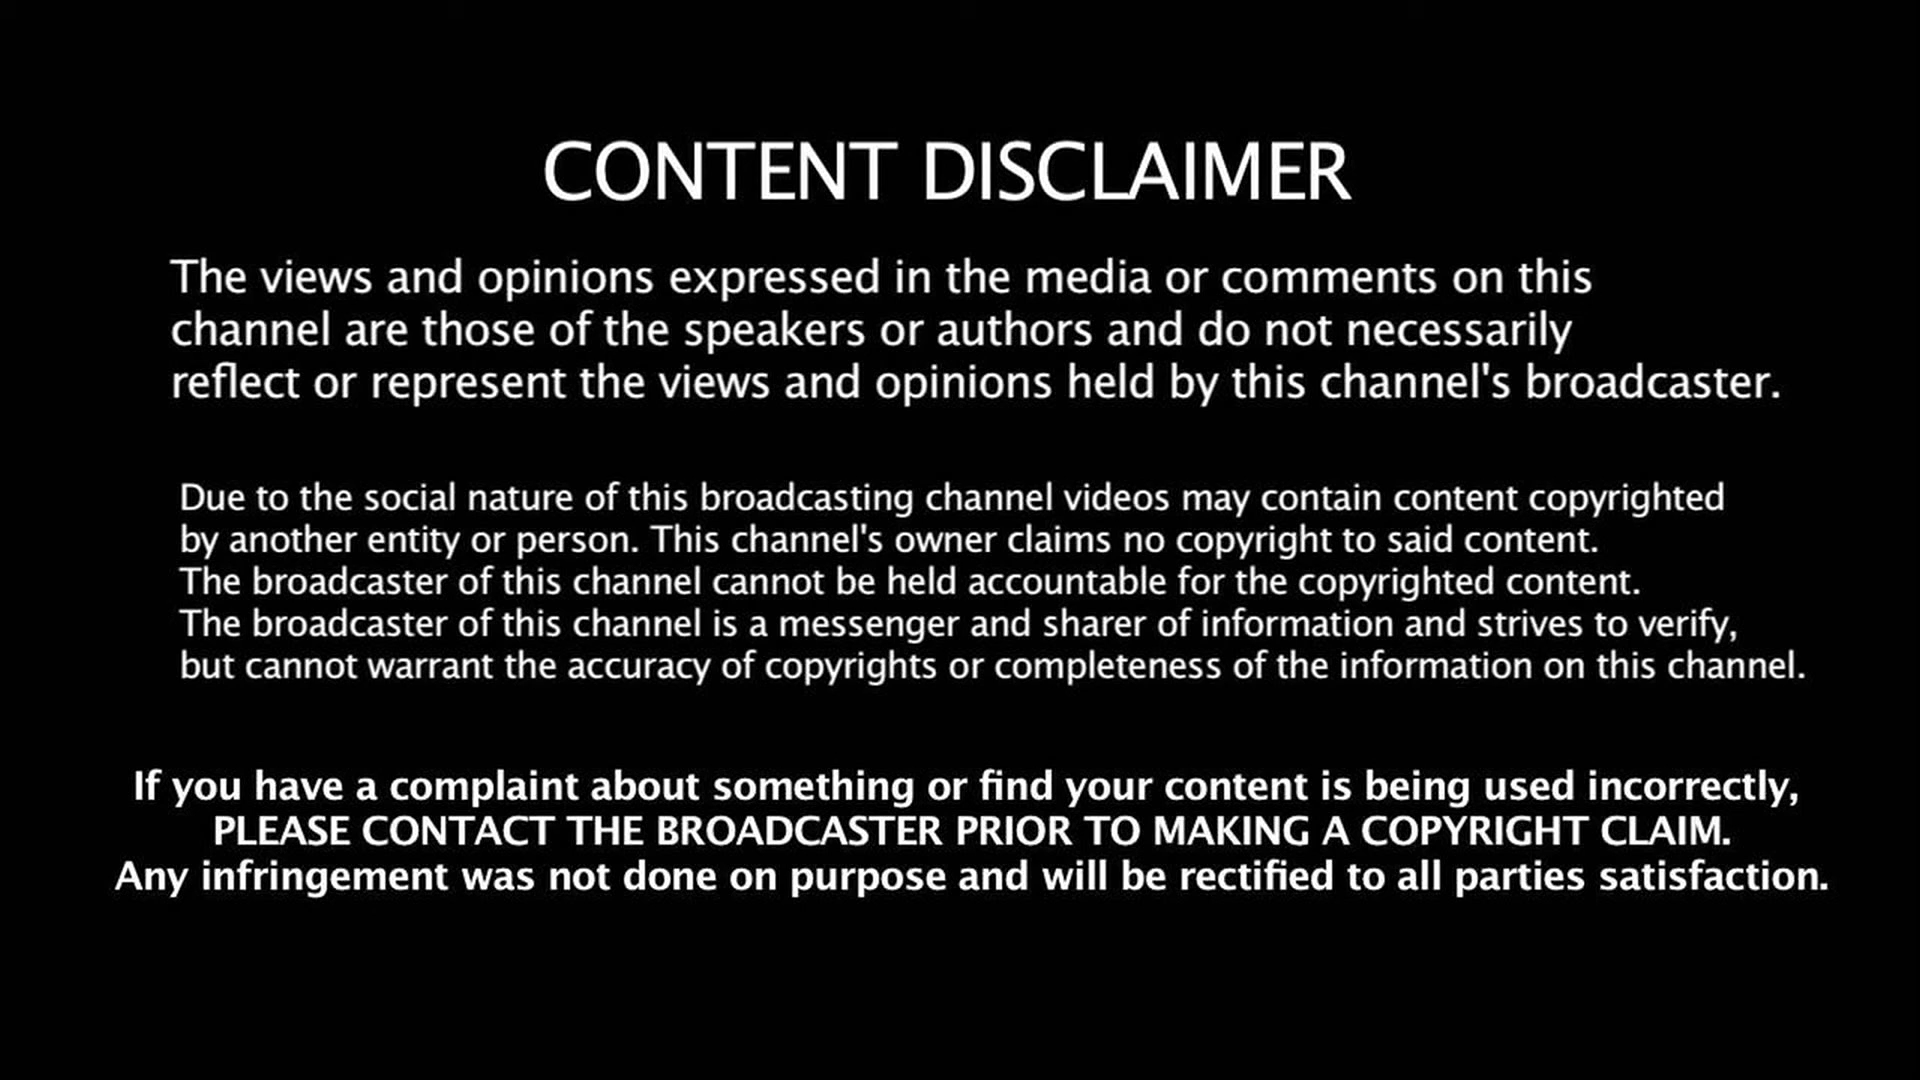 CONTENT DISCLAIMER
The views and opinions expressed in the media or comments on this
channel are those of the speakers or authors and do not necessarily
reflect or represent the views and opinions held by this channel's broadcaster.
Due to the social nature of this broadcasting channel videos may contain content copyrighted
by another entity or person. This channel's owner claims no copyright to said content.
The broadcaster of this channel cannot be held accountable for the copyrighted content.
The broadcaster of this channel is a messenger and sharer of information and strives to verify,
but cannot warrant the accuracy of copyrights or completeness of the information on this channel.
If you have a complaint about something or find your content is being used incorrectly,
PLEASE CONTACT THE BROADCASTER PRIOR TO MAKING A COPYRIGHT CLAIM.
Any infringement was not done on purpose and will be rectified to all parties satisfaction.